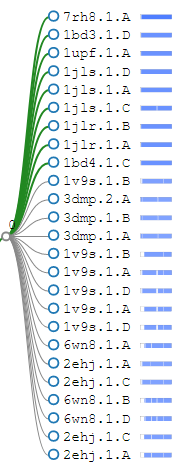 7rh8.1.A
1bd3.1.D
1upf.1.A
1jls.1.D
1jls.1.A
1jls.1.C
1jlr.1.B
1jlr.1.A
1bd4.1.C
0
1v9s.1.B
3dmp.2.A
3dmp.1.B
3dmp.1.A
1v9s.1.B
1v9s.1.A
1v9s.1.D
1v9s.1.A
1v9s.1.D
6wn8.1.A
2ehj.1.A
2ehj.1.C
6wn8.1.B
6wn8.1.D
2ehj.1.C
2ehj.1.A